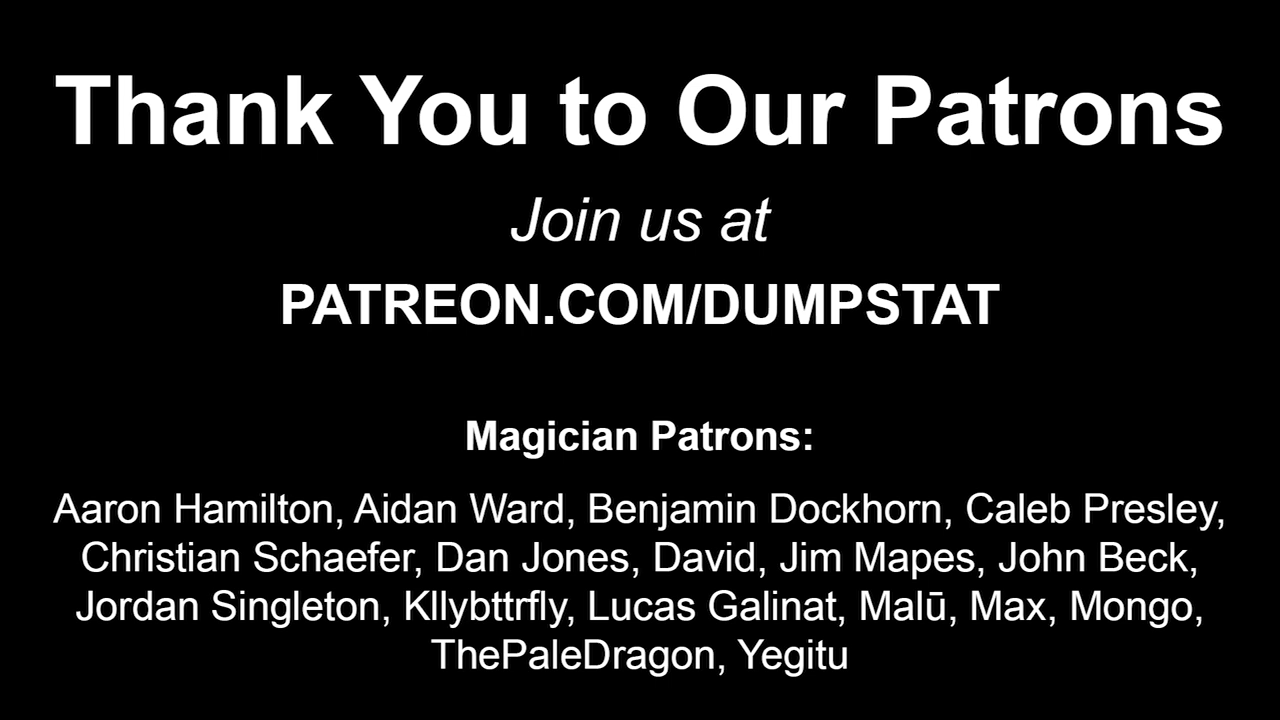 Thank You to Our Patrons
Join us at
PATREON.COM/DUMPSTAT
Magician Patrons:
Aaron Hamilton, Aidan Ward, Benjamin Dockhorn, Caleb Presley,
Christian Schaefer, Dan Jones, David, Jim Mapes, John Beck,
Jordan Singleton, Kllybttrfly, Lucas Galinat, Malū, Max, Mongo,
ThePaleDragon, Yegitu